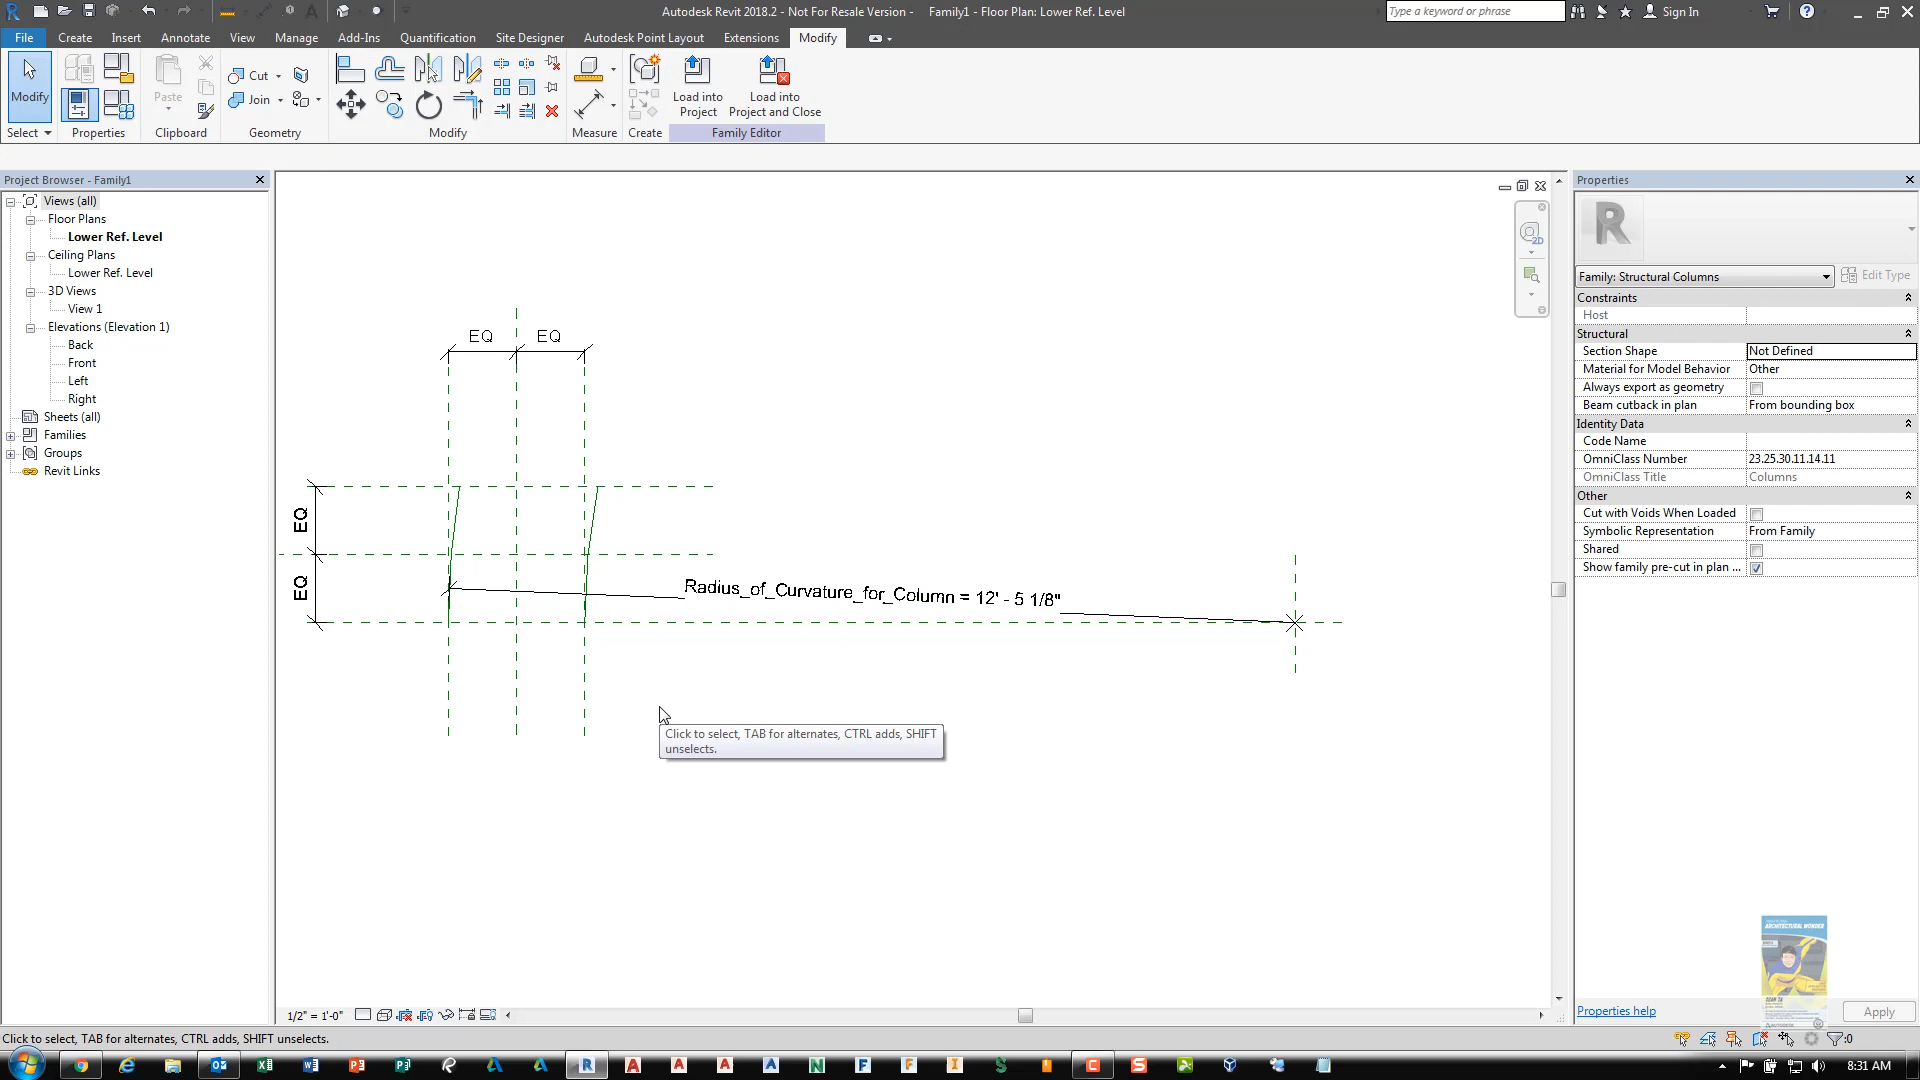 Autodesk Revit 2018.2 - Not For Resale Version - Family1 - Floor Plan: Lower Ref. Level
Type a keyword or phrase
Sign In
File Create Insert Annotate View Manage Add-Ins Quantification Site Designer Autodesk Point Layout Extensions Modify
Modify
Paste
Cut
Join
Load into
Project
Load into
Project and Close
Select Properties Clipboard Geometry Modify Measure Create Family Editor
Project Browser - Family1
Views (all)
Floor Plans
Lower Ref. Level
Ceiling Plans
Lower Ref. Level
3D Views
View 1
Elevations (Elevation 1)
Back
Front
Left
Right
Sheets (all)
Families
Groups
Revit Links
EQ EQ
EQ
EQ
Radius_of_Curvature_for_Column = 12' - 5 1/8"
Click to select, TAB for alternates, CTRL adds, SHIFT
unselects.
2D
Properties
R
Family: Structural Columns
Edit Type
Constraints
Host
Structural
Section Shape Not Defined
Material for Model Behavior Other
Always export as geometry
Beam cutback in plan From bounding box
Identity Data
Code Name
OmniClass Number 23.25.30.11.14.11
OmniClass Title Columns
Other
Cut with Voids When Loaded
Symbolic Representation From Family
Shared
Show family pre-cut in plan ...
ARCHITECTURAL WONDER
AUTODESK
Properties help
Apply
1/2" = 1'-0"
Click to select, TAB for alternates, CTRL adds, SHIFT unselects.
:0
8:31 AM